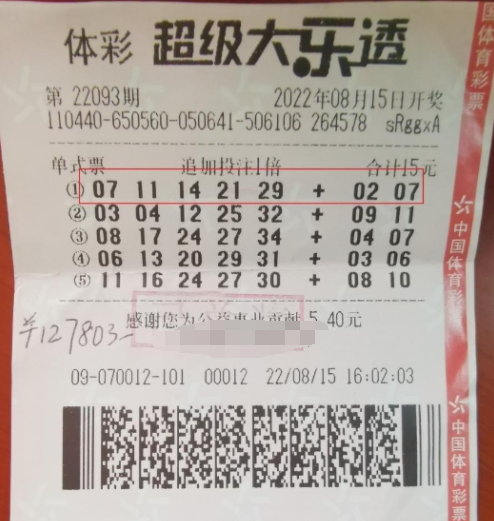 体彩 超级大乐透
第 22093期 2022年08月15日开奖
110440-650560-050641-506106 264578 sRggxA
单式票 追加投注1倍 合计15元
① 07 11 14 21 29 + 02 07
② 03 04 12 25 32 + 09 11
③ 08 17 24 27 34 + 04 07
④ 06 13 20 29 31 + 03 06
⑤ 11 16 24 27 30 + 08 10
感谢您为公益事业贡献 5.40元
¥127803-
09-070012-101 00012 22/08/15 16:02:03
国体育彩票
中国体育彩
中国体育彩票